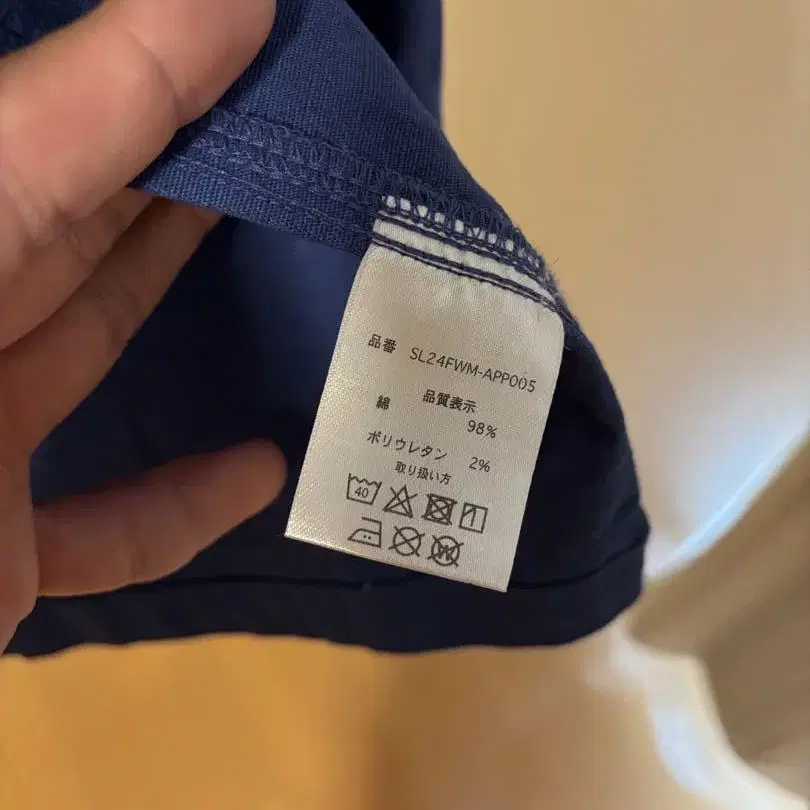 品番 SL24FWM-APP005
品質表示
綿 98%
ポリウレタン 2%
取り扱い方
40
W